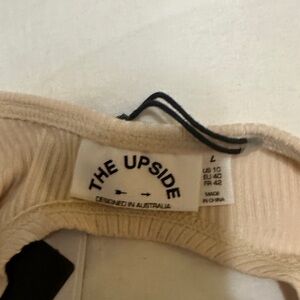 THE UPSIDE
DESIGNED IN AUSTRALIA
L
US 10
EU 40
FR 42
MADE
IN CHINA